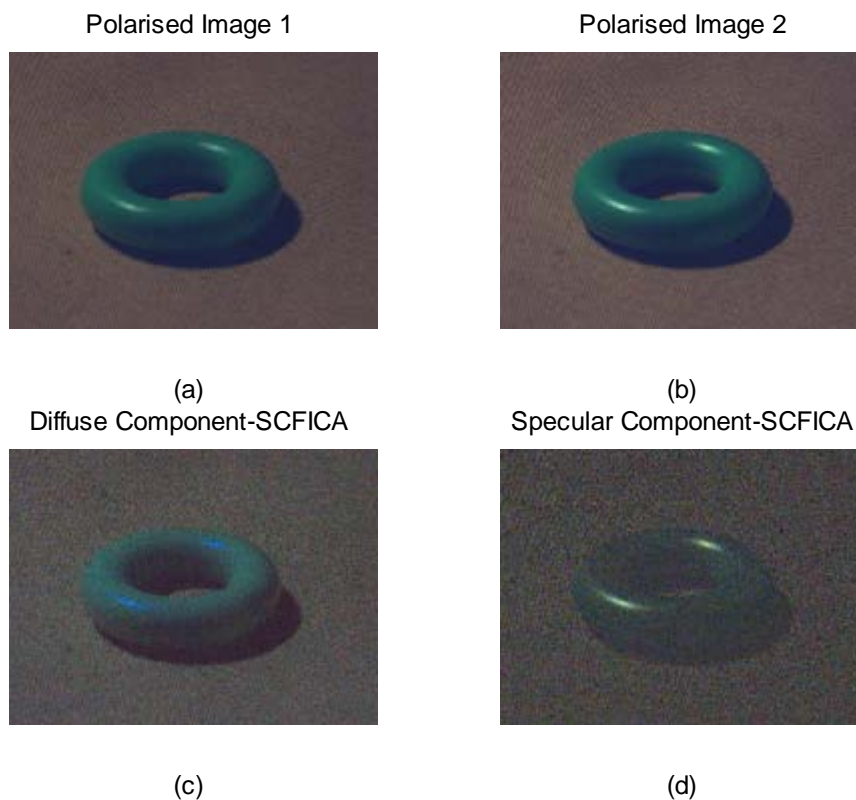 Polarised Image 1
Polarised Image 2
(a)
(b)
Diffuse Component-SCFICA
Specular Component-SCFICA
(c)
(d)